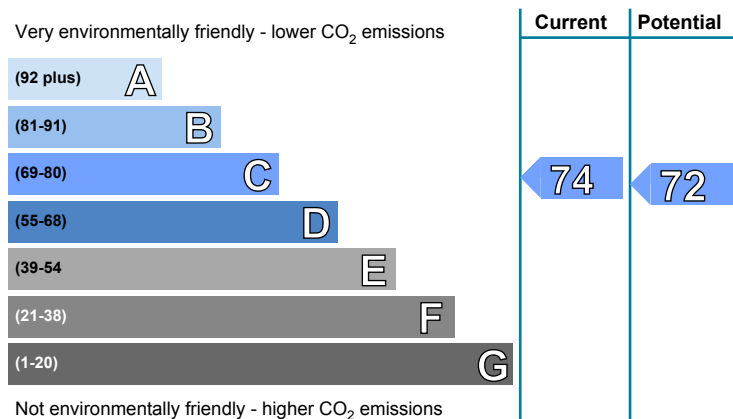 Very environmentally friendly - lower CO₂ emissions
Current
Potential
(92 plus) A
(81-91) B
(69-80) C
74
72
(55-68) D
(39-54 E
(21-38) F
(1-20) G
Not environmentally friendly - higher CO₂ emissions